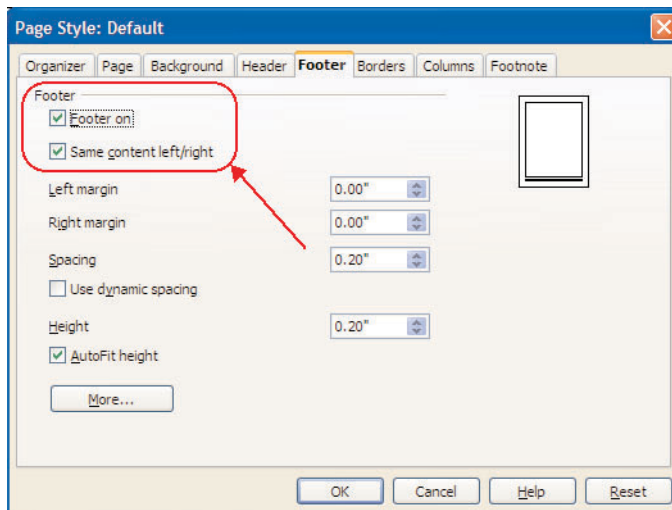 Page Style: Default
Organizer Page Background Header Footer Borders Columns Footnote
Footer
Footer on
Same content left/right
Left margin 0.00"
Right margin 0.00"
Spacing 0.20"
Use dynamic spacing
Height 0.20"
AutoFit height
More...
OK Cancel Help Reset